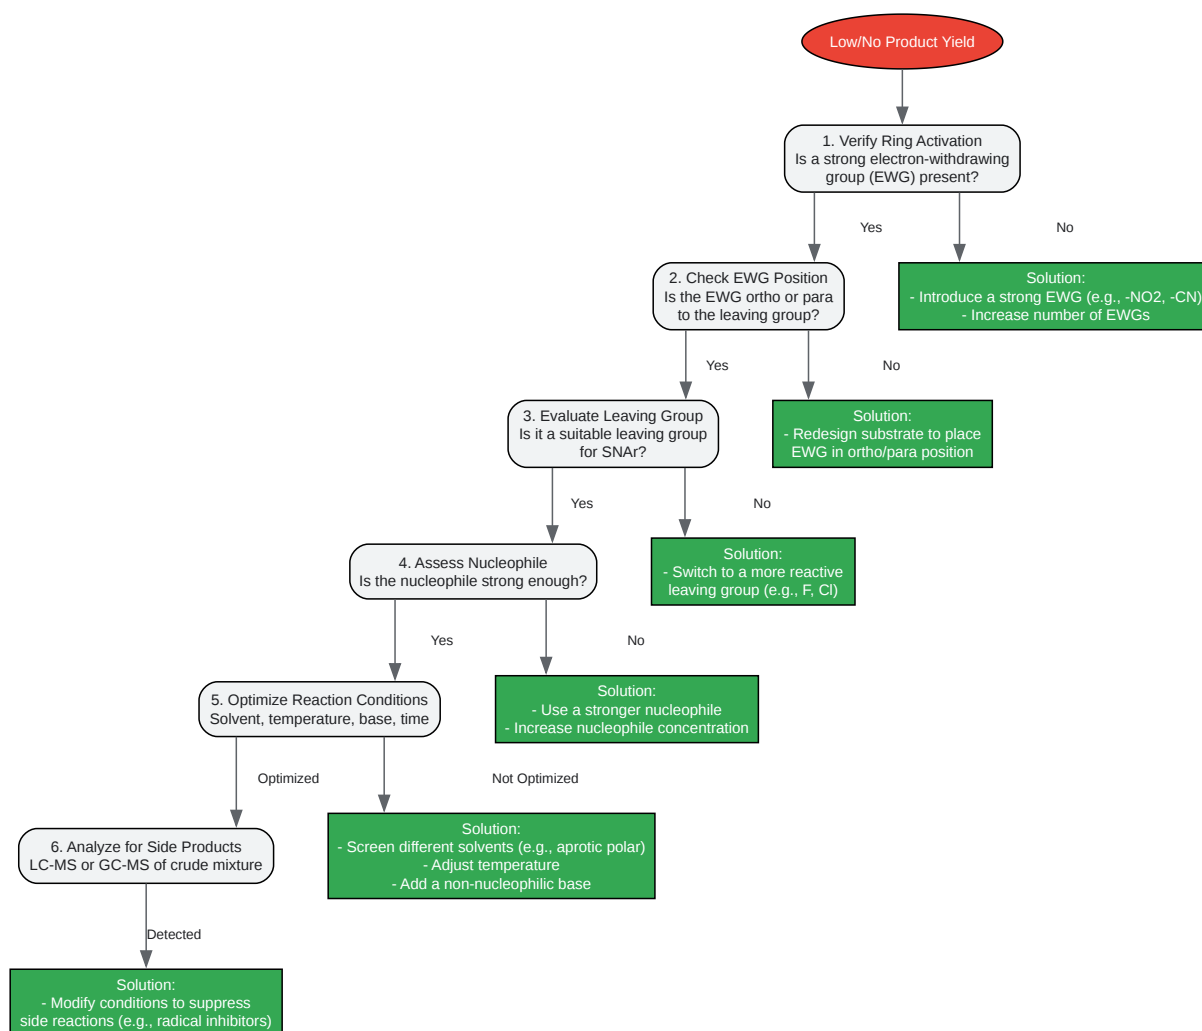 Low/No Product Yield
1. Verify Ring Activation
Is a strong electron-withdrawing
group (EWG) present?
Yes
No
2. Check EWG Position
Is the EWG ortho or para
to the leaving group?
Solution:
- Introduce a strong EWG (e.g., -NO2, -CN)
- Increase number of EWGs
Yes
No
3. Evaluate Leaving Group
Is it a suitable leaving group
for SNAr?
Solution:
- Redesign substrate to place
EWG in ortho/para position
Yes
No
4. Assess Nucleophile
Is the nucleophile strong enough?
Solution:
- Switch to a more reactive
leaving group (e.g., F, Cl)
Yes
No
5. Optimize Reaction Conditions
Solvent, temperature, base, time
Solution:
- Use a stronger nucleophile
- Increase nucleophile concentration
Optimized
Not Optimized
6. Analyze for Side Products
LC-MS or GC-MS of crude mixture
Solution:
- Screen different solvents (e.g., aprotic polar)
- Adjust temperature
- Add a non-nucleophilic base
Detected
Solution:
- Modify conditions to suppress
side reactions (e.g., radical inhibitors)